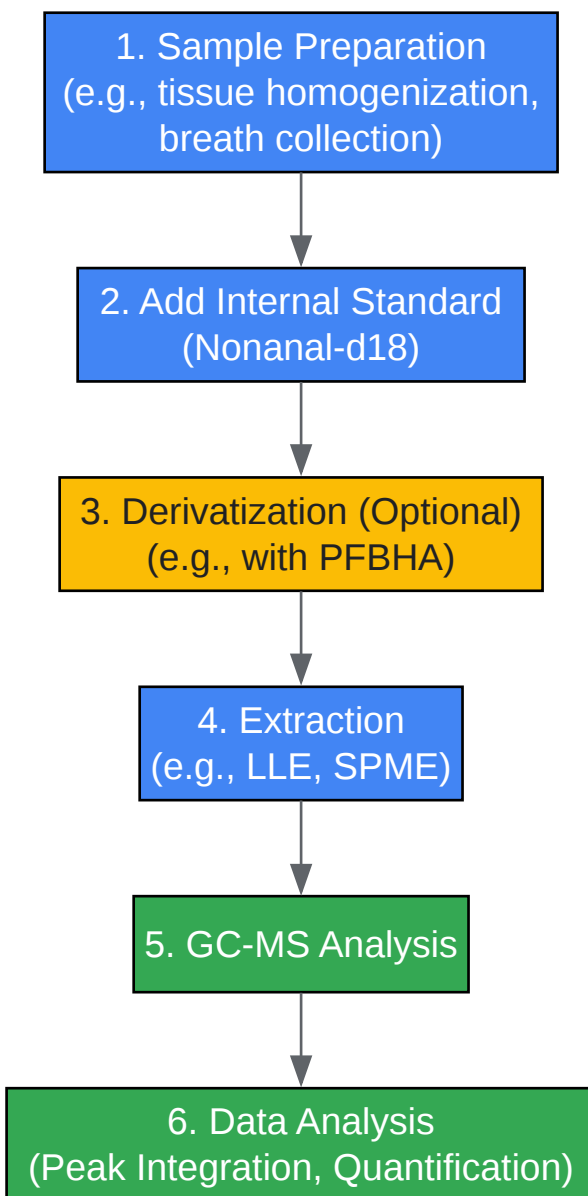 1. Sample Preparation
(e.g., tissue homogenization,
breath collection)
2. Add Internal Standard
(Nonanal-d18)
3. Derivatization (Optional)
(e.g., with PFBHA)
4. Extraction
(e.g., LLE, SPME)
5. GC-MS Analysis
6. Data Analysis
(Peak Integration, Quantification)